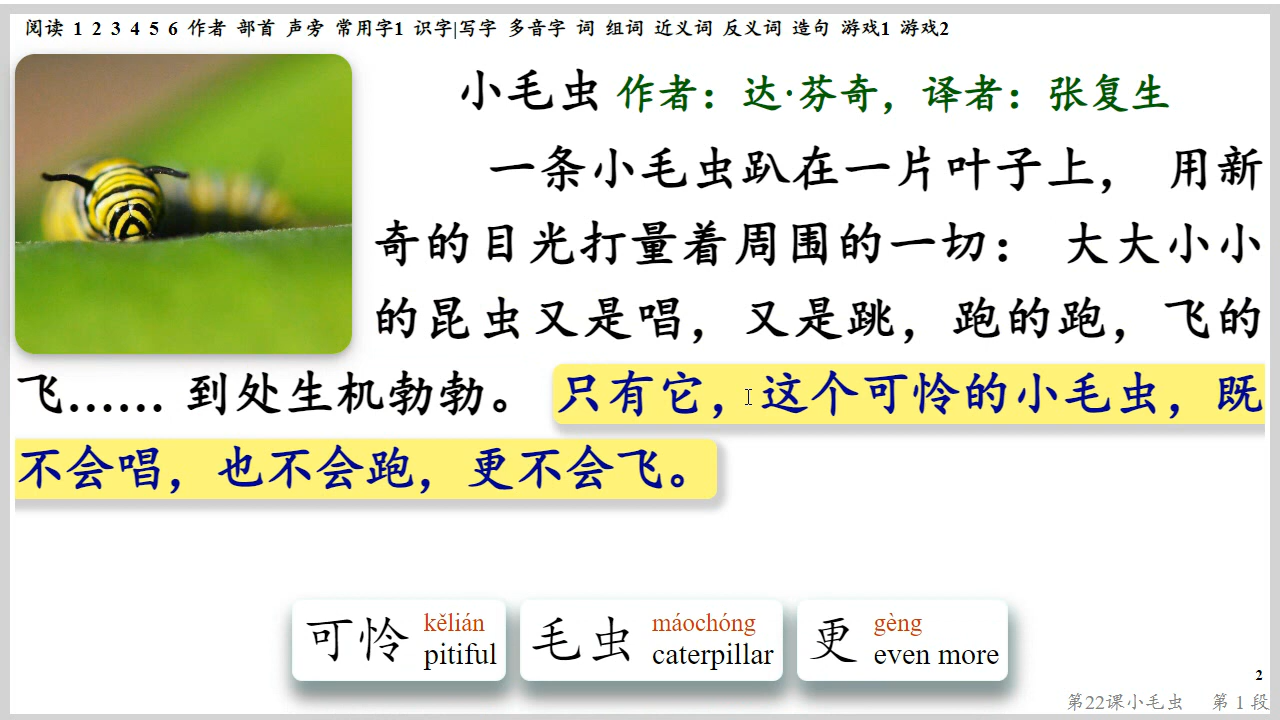 阅读 1 2 3 4 5 6 作者 部首 声旁 常用字1 识字|写字 多音字 词 组词 近义词 反义词 造句 游戏1 游戏2
小毛虫 作者：达·芬奇，译者：张复生
一条小毛虫趴在一片叶子上， 用新
奇的目光打量着周围的一切： 大大小小
的昆虫又是唱，又是跳，跑的跑，飞的
飞…… 到处生机勃勃。 只有它，这个可怜的小毛虫，既
不会唱，也不会跑，更不会飞。
可怜 kělián pitiful
毛虫 máochóng caterpillar
更 gèng even more
2
第22课小毛虫 第 1 段